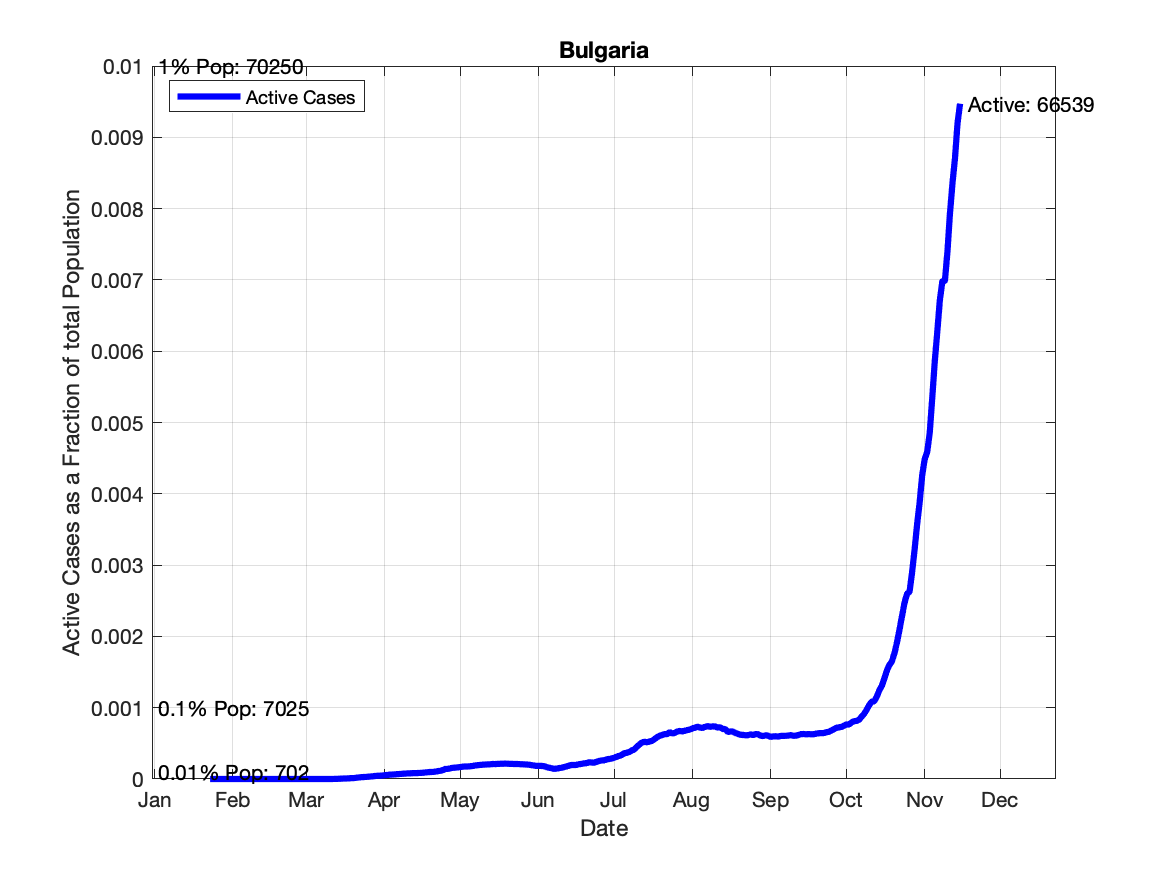 Bulgaria
0.01
1% Pop: 70250
Active Cases
Active: 66539
0.009
0.008
0.007
0.006
0.005
0.004
0.003
0.002
0.001
0.1% Pop: 7025
0
0.01% Pop: 702
Active Cases as a Fraction of total Population
Jan Feb Mar Apr May Jun Jul Aug Sep Oct Nov Dec
Date